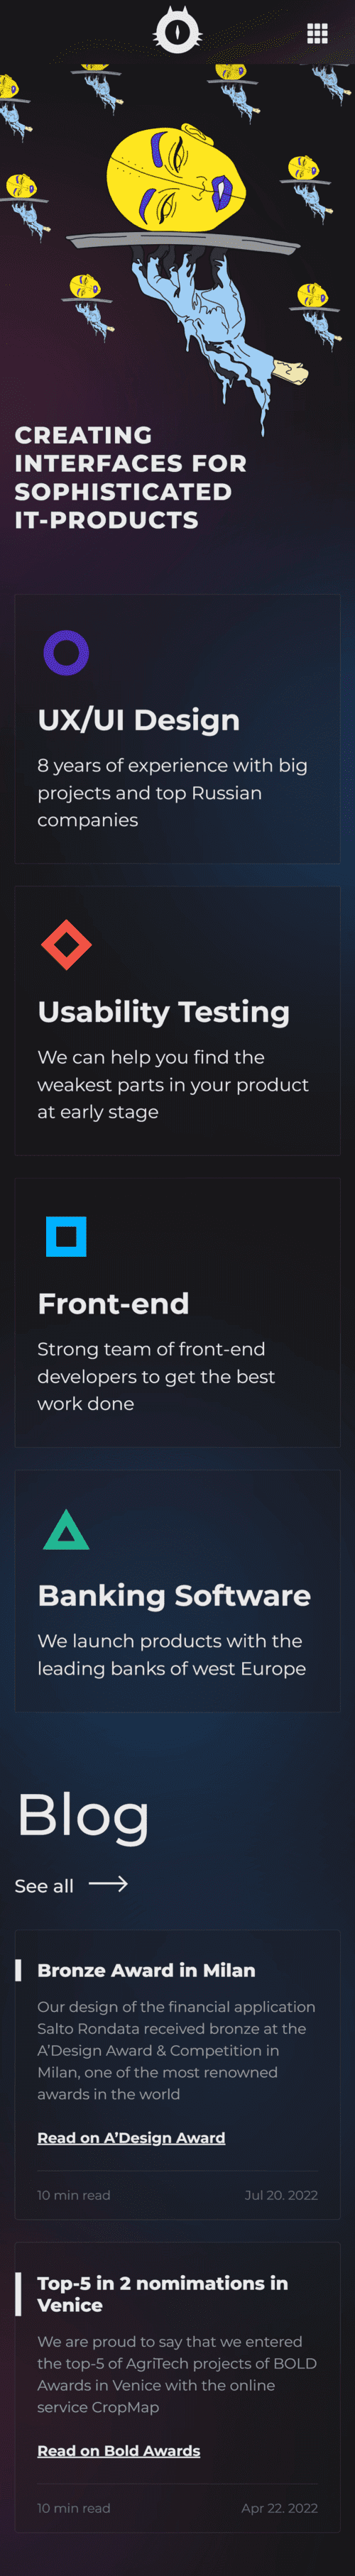 CREATING
INTERFACES FOR
SOPHISTICATED
IT-PRODUCTS
UX/UI Design
8 years of experience with big
projects and top Russian
companies
Usability Testing
We can help you find the
weakest parts in your product
at early stage
Front-end
Strong team of front-end
developers to get the best
work done
Banking Software
We launch products with the
leading banks of west Europe
Blog
See all
Bronze Award in Milan
Our design of the financial application
Salto Rondata received bronze at the
A’Design Award & Competition in
Milan, one of the most renowned
awards in the world
Read on A’Design Award
10 min read Jul 20. 2022
Top-5 in 2 nomimations in
Venice
We are proud to say that we entered
the top-5 of AgriTech projects of BOLD
Awards in Venice with the online
service CropMap
Read on Bold Awards
10 min read Apr 22. 2022